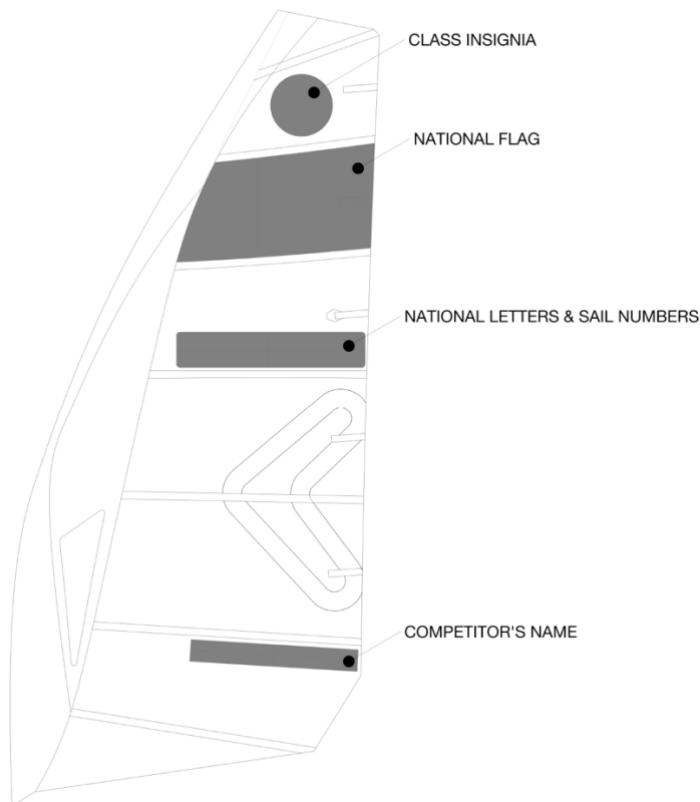 CLASS INSIGNIA
NATIONAL FLAG
NATIONAL LETTERS & SAIL NUMBERS
COMPETITOR'S NAME